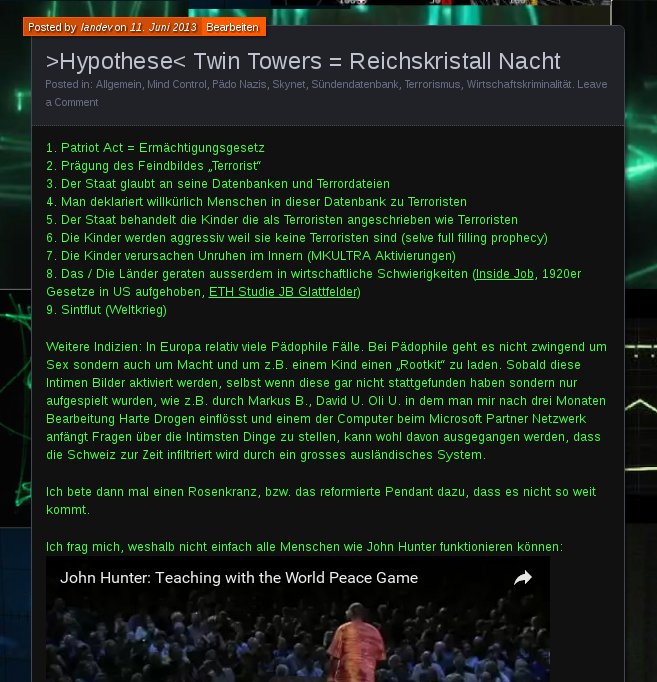 Posted by landev on 11. Juni 2013 Bearbeiten
>Hypothese< Twin Towers = Reichskristall Nacht
Posted in: Allgemein, Mind Control, Pädo Nazis, Skynet, Sündendatenbank, Terrorismus, Wirtschaftskriminalität. Leave
a Comment
1. Patriot Act = Ermächtigungsgesetz
2. Prägung des Feindbildes „Terrorist“
3. Der Staat glaubt an seine Datenbanken und Terrordateien
4. Man deklariert willkürlich Menschen in dieser Datenbank zu Terroristen
5. Der Staat behandelt die Kinder die als Terroristen angeschrieben wie Terroristen
6. Die Kinder werden aggressiv weil sie keine Terroristen sind (selve full filling prophecy)
7. Die Kinder verursachen Unruhen im Innern (MKULTRA Aktivierungen)
8. Das / Die Länder geraten ausserdem in wirtschaftliche Schwierigkeiten (Inside Job, 1920er
Gesetze in US aufgehoben, ETH Studie JB Glattfelder)
9. Sintflut (Weltkrieg)
Weitere Indizien: In Europa relativ viele Pädophile Fälle. Bei Pädophile geht es nicht zwingend um
Sex sondern auch um Macht und um z.B. einem Kind einen „Rootkit“ zu laden. Sobald diese
Intimen Bilder aktiviert werden, selbst wenn diese gar nicht stattgefunden haben sondern nur
aufgespielt wurden, wie z.B. durch Markus B., David U. Oli U. in dem man mir nach drei Monaten
Bearbeitung Harte Drogen einflösst und einem der Computer beim Microsoft Partner Netzwerk
anfängt Fragen über die Intimsten Dinge zu stellen, kann wohl davon ausgegangen werden, dass
die Schweiz zur Zeit infiltriert wird durch ein grosses ausländisches System.
Ich bete dann mal einen Rosenkranz, bzw. das reformierte Pendant dazu, dass es nicht so weit
kommt.
Ich frag mich, weshalb nicht einfach alle Menschen wie John Hunter funktionieren können:
John Hunter: Teaching with the World Peace Game